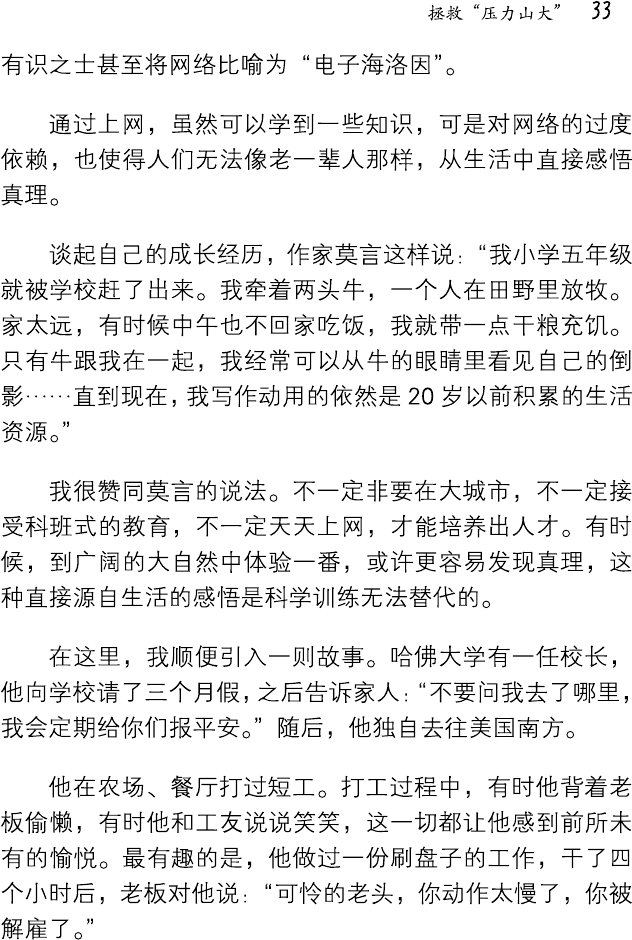 拯救“压力山大” 33
有识之士甚至将网络比喻为“电子海洛因”。
通过上网，虽然可以学到一些知识，可是对网络的过度
依赖，也使得人们无法像老一辈人那样，从生活中直接感悟
真理。
谈起自己的成长经历，作家莫言这样说：“我小学五年级
就被学校赶了出来。我牵着两头牛，一个人在田野里放牧。
家太远，有时候中午也不回家吃饭，我就带一点干粮充饥。
只有牛跟我在一起，我经常可以从牛的眼睛里看见自己的倒
影……直到现在，我写作动用的依然是 20 岁以前积累的生活
资源。”
我很赞同莫言的说法。不一定非要在大城市，不一定接
受科班式的教育，不一定天天上网，才能培养出人才。有时
候，到广阔的大自然中体验一番，或许更容易发现真理，这
种直接源自生活的感悟是科学训练无法替代的。
在这里，我顺便引入一则故事。哈佛大学有一任校长，
他向学校请了三个月假，之后告诉家人：“不要问我去了哪里，
我会定期给你们报平安。”随后，他独自去往美国南方。
他在农场、餐厅打过短工。打工过程中，有时他背着老
板偷懒，有时他和工友说说笑笑，这一切都让他感到前所未
有的愉悦。最有趣的是，他做过一份刷盘子的工作，干了四
个小时后，老板对他说：“可怜的老头，你动作太慢了，你被
解雇了。”